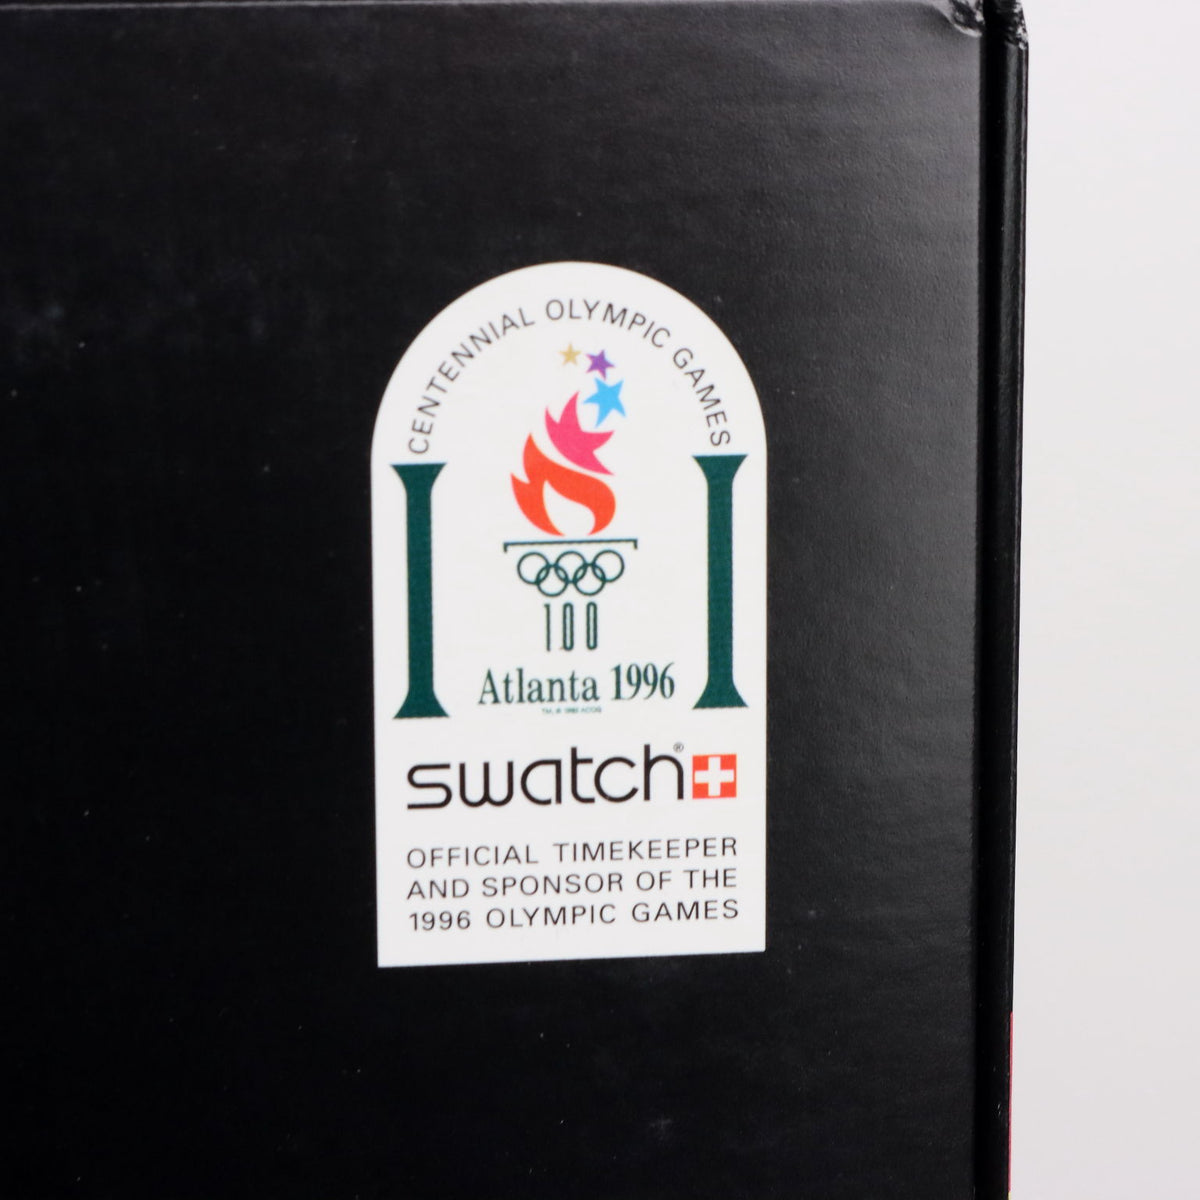 CENTENNIAL OLYMPIC GAMES
100
Atlanta 1996
swatch®
OFFICIAL TIMEKEEPER
AND SPONSOR OF THE
1996 OLYMPIC GAMES